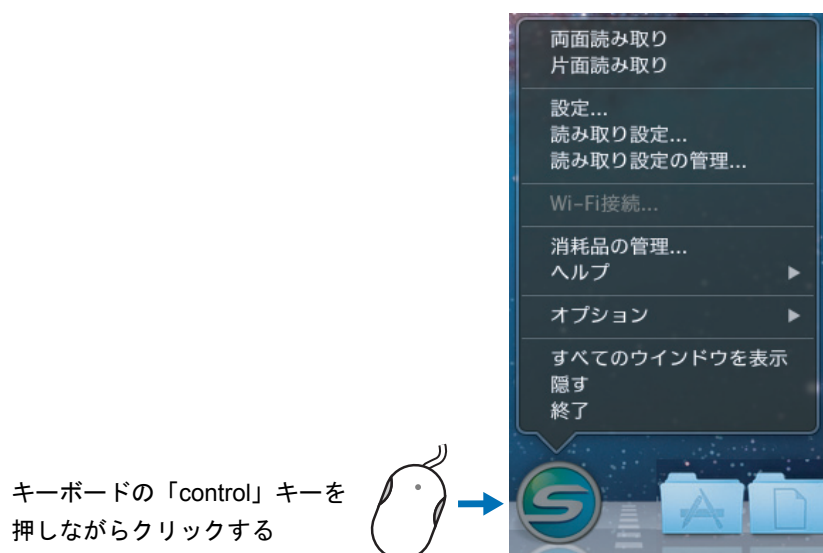 両面読み取り
片面読み取り
設定...
読み取り設定...
読み取り設定の管理...
Wi-Fi接続...
消耗品の管理...
ヘルプ
オプション
すべてのウインドウを表示
隠す
終了
キーボードの「control」キーを
押しながらクリックする
S